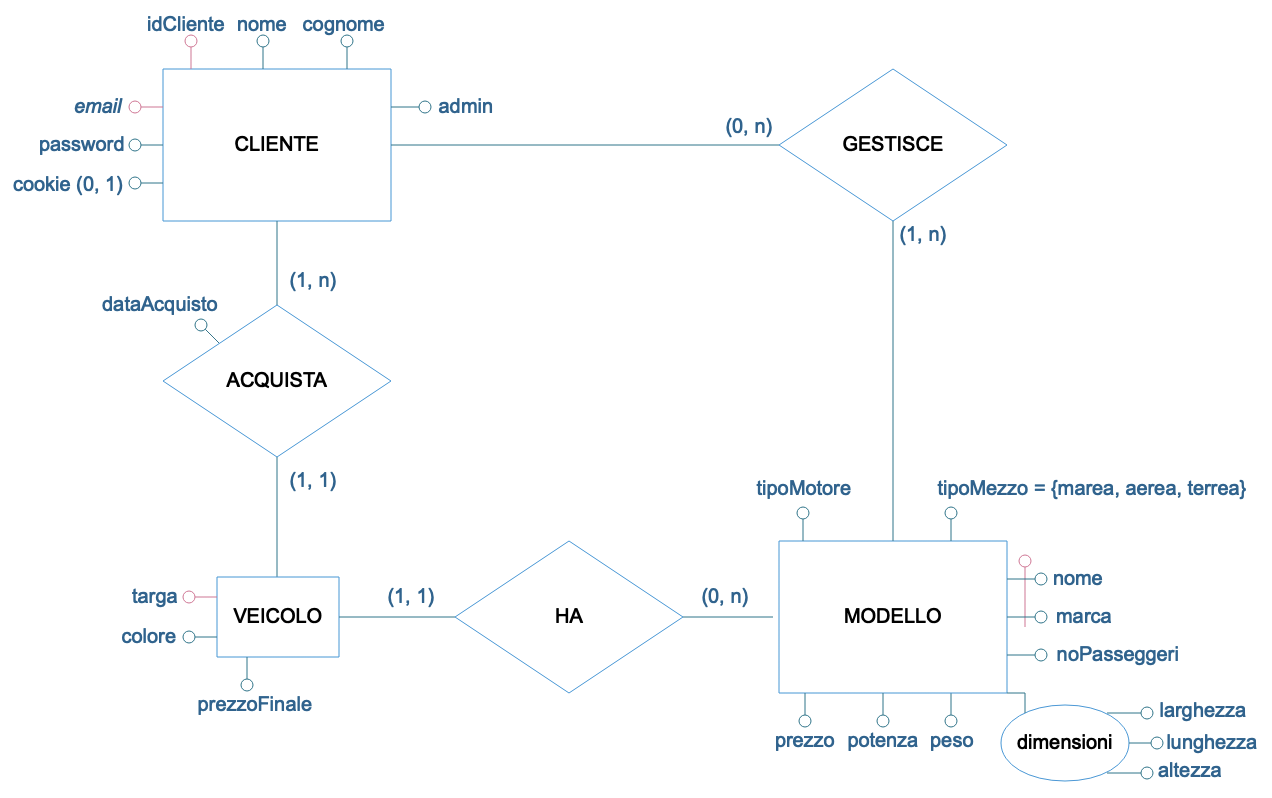 idCliente nome cognome
email
admin
password
CLIENTE
cookie (0, 1)
(0, n)
GESTISCE
(1, n)
(1, n)
dataAcquisto
ACQUISTA
(1, 1)
tipoMotore
tipoMezzo = {marea, aerea, terrea}
targa
colore
VEICOLO
prezzoFinale
(1, 1)
HA
(0, n)
MODELLO
nome
marca
noPasseggeri
prezzo potenza peso
dimensioni
larghezza
lunghezza
altezza